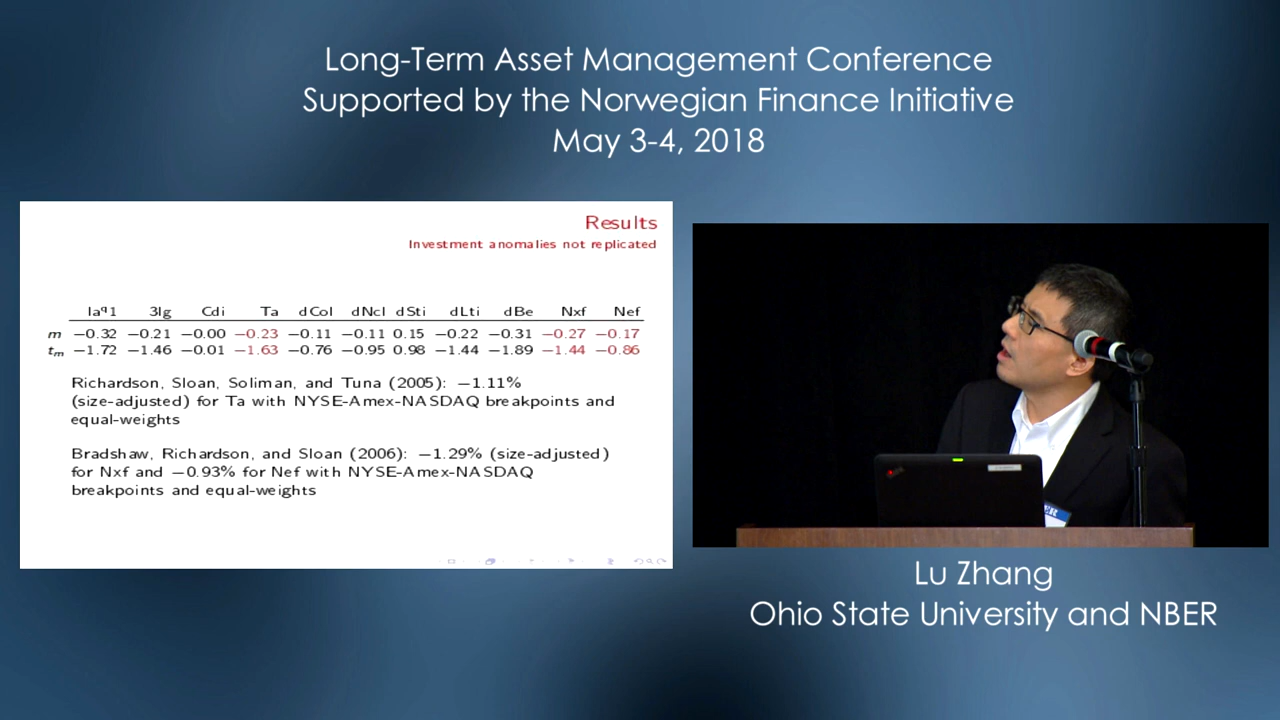 Long-Term Asset Management Conference
Supported by the Norwegian Finance Initiative
May 3-4, 2018
Results
Investment anomalies not replicated
Ia^q1 3Ig Cdi Ta dCol dNcl dSti dLti dBe Nxf Nef
m −0.32 −0.21 −0.00 −0.23 −0.11 −0.11 0.15 −0.22 −0.31 −0.27 −0.17
t_m −1.72 −1.46 −0.01 −1.63 −0.76 −0.95 0.98 −1.44 −1.89 −1.44 −0.86
Richardson, Sloan, Soliman, and Tuna (2005): −1.11%
(size-adjusted) for Ta with NYSE-Amex-NASDAQ breakpoints and
equal-weights
Bradshaw, Richardson, and Sloan (2006): −1.29% (size-adjusted)
for Nxf and −0.93% for Nef with NYSE-Amex-NASDAQ
breakpoints and equal-weights
Lu Zhang
Ohio State University and NBER